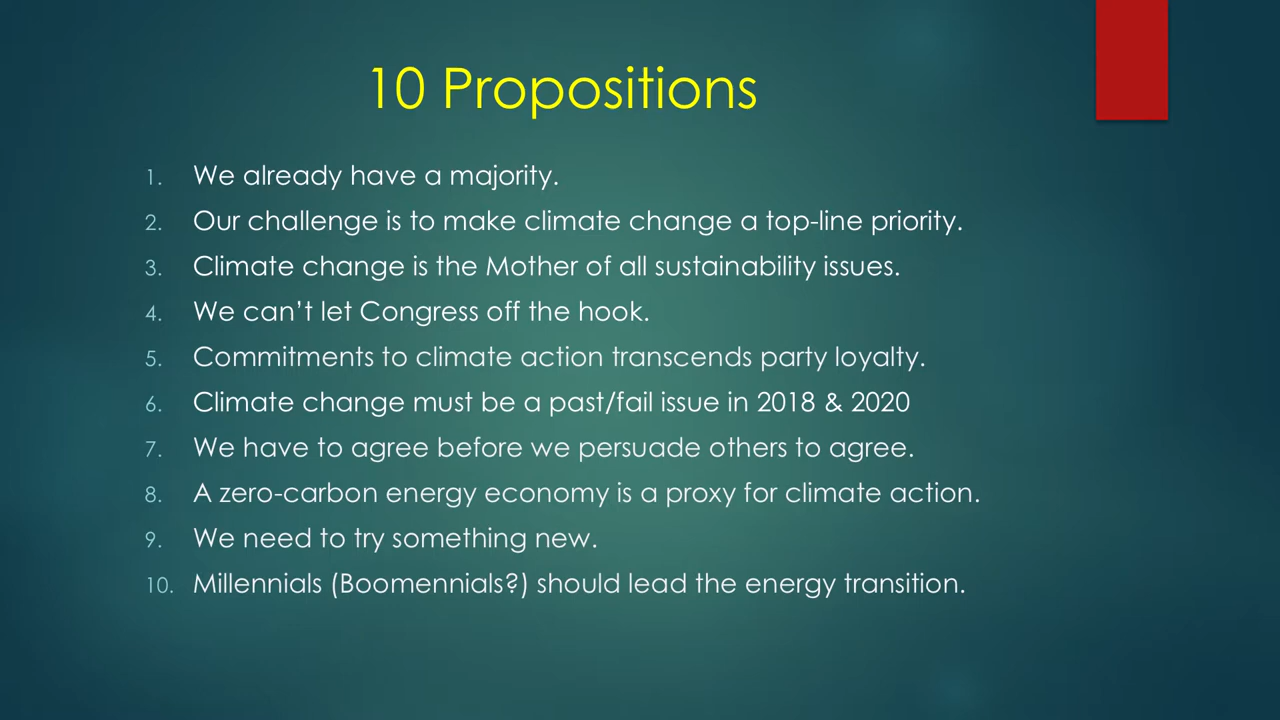 10 Propositions
1. We already have a majority.
2. Our challenge is to make climate change a top-line priority.
3. Climate change is the Mother of all sustainability issues.
4. We can’t let Congress off the hook.
5. Commitments to climate action transcends party loyalty.
6. Climate change must be a past/fail issue in 2018 & 2020
7. We have to agree before we persuade others to agree.
8. A zero-carbon energy economy is a proxy for climate action.
9. We need to try something new.
10. Millennials (Boomennials?) should lead the energy transition.